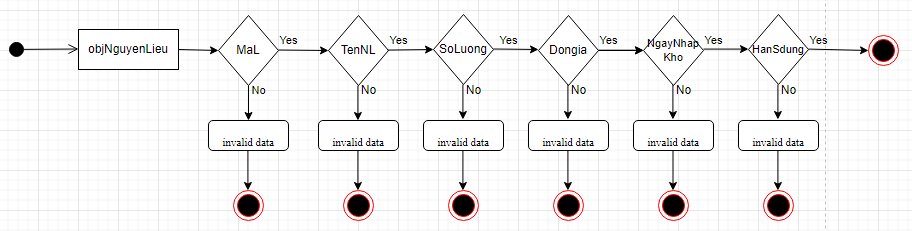 objNguyenLieu
MaL
Yes
TenNL
Yes
SoLuong
Yes
Dongia
Yes
NgayNhap
Kho
Yes
HanSdung
Yes
No
No
No
No
No
No
invalid data
invalid data
invalid data
invalid data
invalid data
invalid data